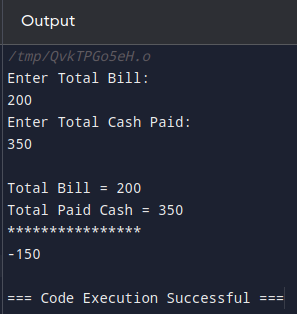 Output
/tmp/QvkTPGo5eH.o
Enter Total Bill:
200
Enter Total Cash Paid:
350
Total Bill = 200
Total Paid Cash = 350
****************
-150
=== Code Execution Successful ===